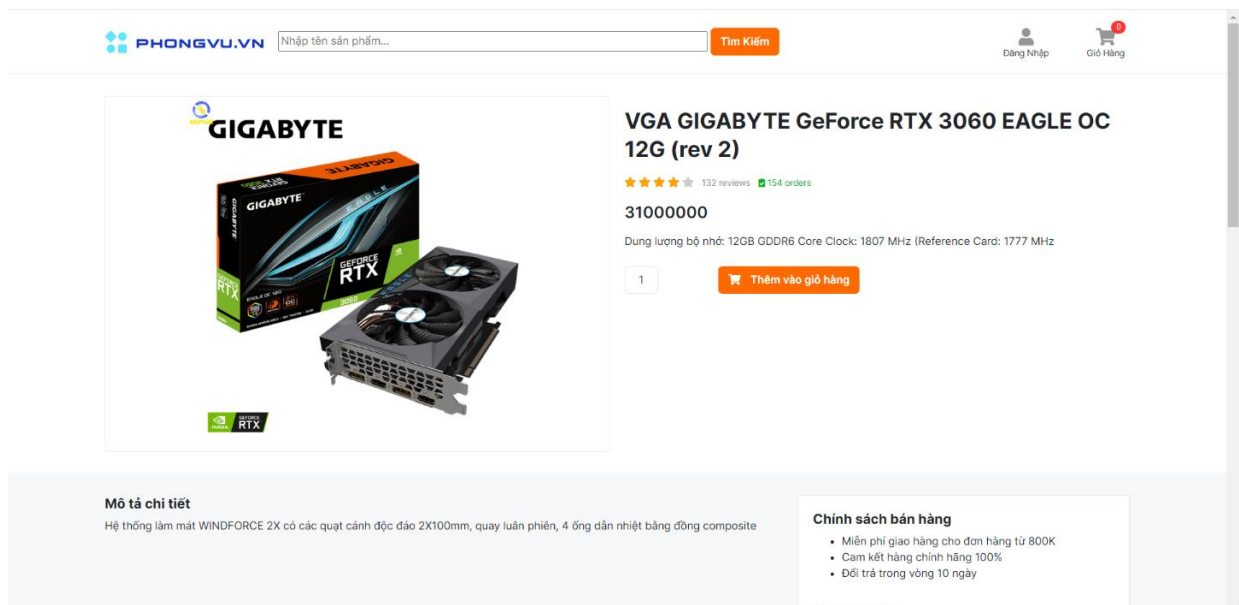 PHONGVU.VN
Nhập tên sản phẩm...
Tìm Kiếm
Đăng Nhập
0
Giỏ Hàng
GIGABYTE
GIGABYTE
GIGABYTE
EAGLE
GEFORCE
RTX
3060
RTX
GEFORCE
RTX
NVIDIA
VGA GIGABYTE GeForce RTX 3060 EAGLE OC
12G (rev 2)
132 reviews
154 orders
31000000
Dung lượng bộ nhớ: 12GB GDDR6 Core Clock: 1807 MHz (Reference Card: 1777 MHz
1
Thêm vào giỏ hàng
Mô tả chi tiết
Hệ thống làm mát WINDFORCE 2X có các quạt cánh độc đáo 2X100mm, quay luân phiên, 4 ống dẫn nhiệt bằng đồng composite
Chính sách bán hàng
Miễn phí giao hàng cho đơn hàng từ 800K
Cam kết hàng chính hãng 100%
Đổi trả trong vòng 10 ngày